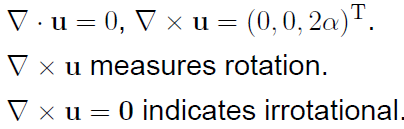 ∇ · u = 0, ∇ × u = (0, 0, 2α)ᵀ.
∇ × u measures rotation.
∇ × u = 0 indicates irrotational.